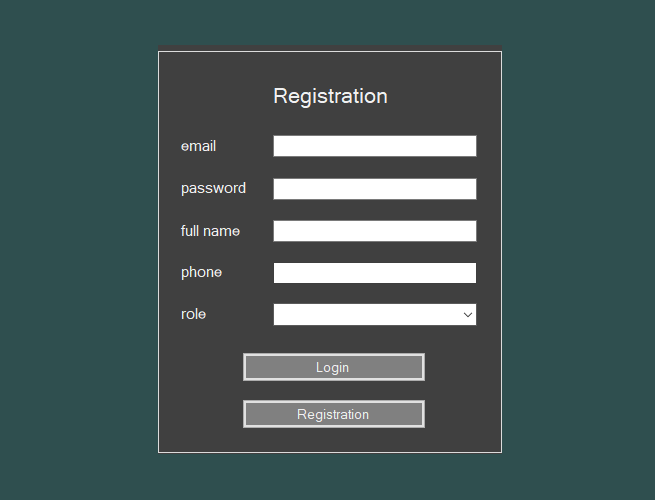 Registration
email
password
full name
phone
role
Login
Registration